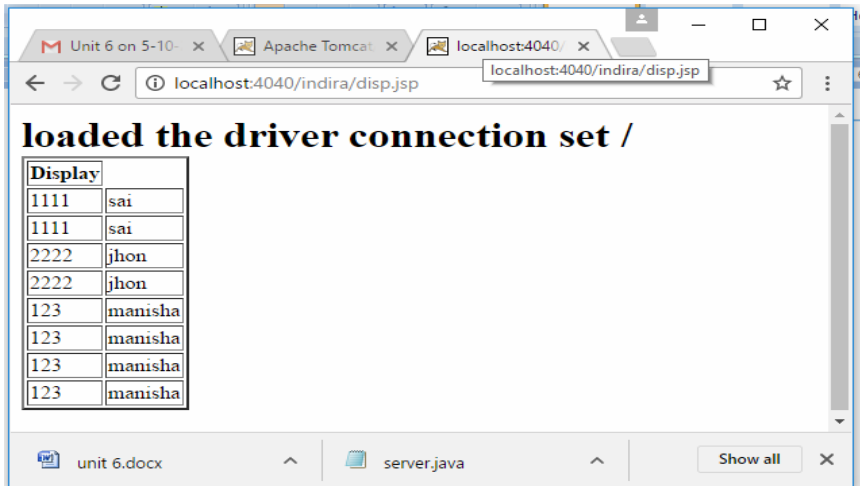 Unit 6 on 5-10-
Apache Tomcat
localhost:4040/
localhost:4040/indira/disp.jsp
localhost:4040/indira/disp.jsp
loaded the driver connection set /
Display
1111 sai
1111 sai
2222 jhon
2222 jhon
123 manisha
123 manisha
123 manisha
123 manisha
unit 6.docx
server.java
Show all